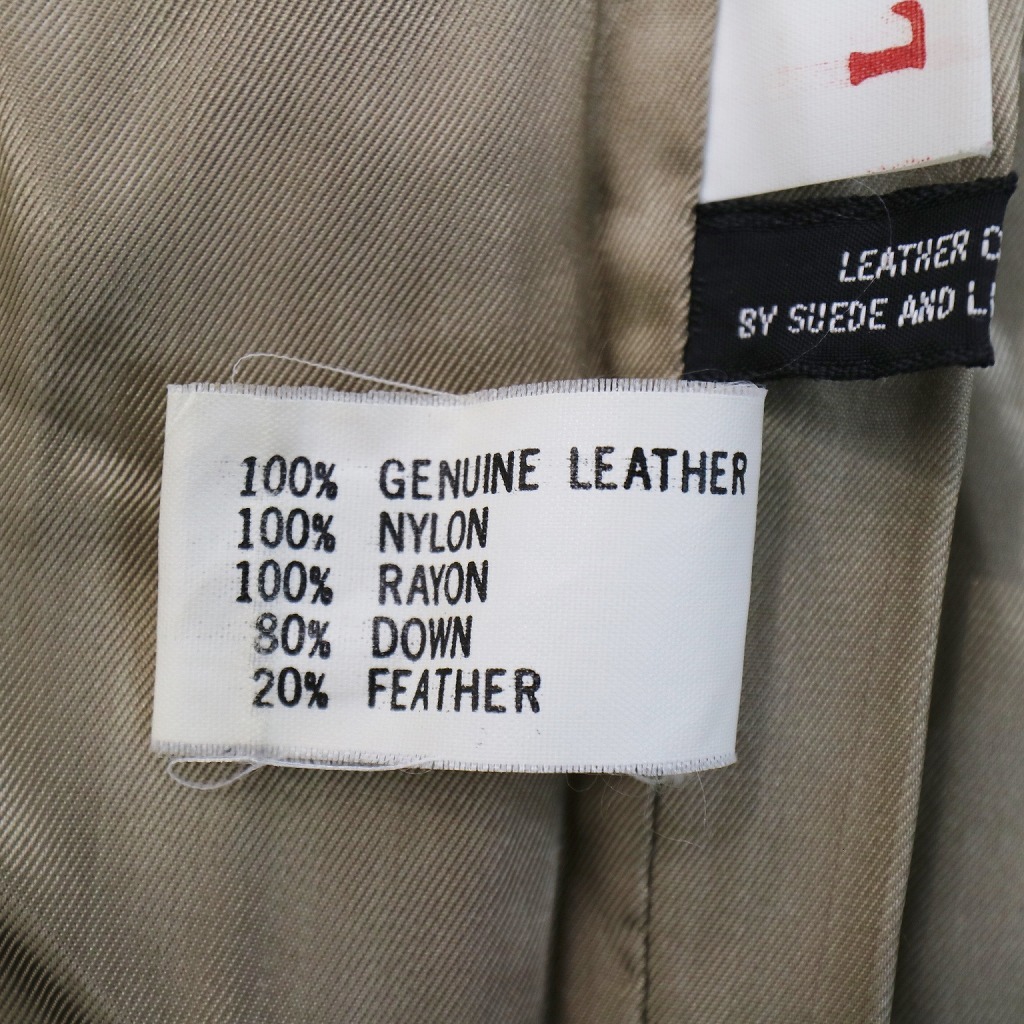 L
LEATHER
BY SUEDE AND
100% GENUINE LEATHER
100% NYLON
100% RAYON
80% DOWN
20% FEATHER